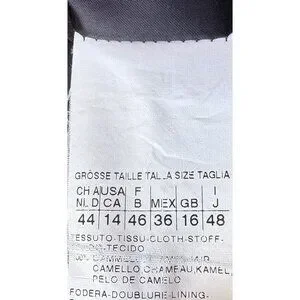 GROSSE TAILLE TALLA SIZE TAGLIA
CH A USA F I
NL D CA B MEX GB J
44 14 46 36 16 48
TESSUTO-TISSU-CLOTH-STOFF-
TECIDO
CAMELLO, CHAMEAU, KAMEL,
PELO DE CAMELO
FODERA-DOUBLURE-LINING-